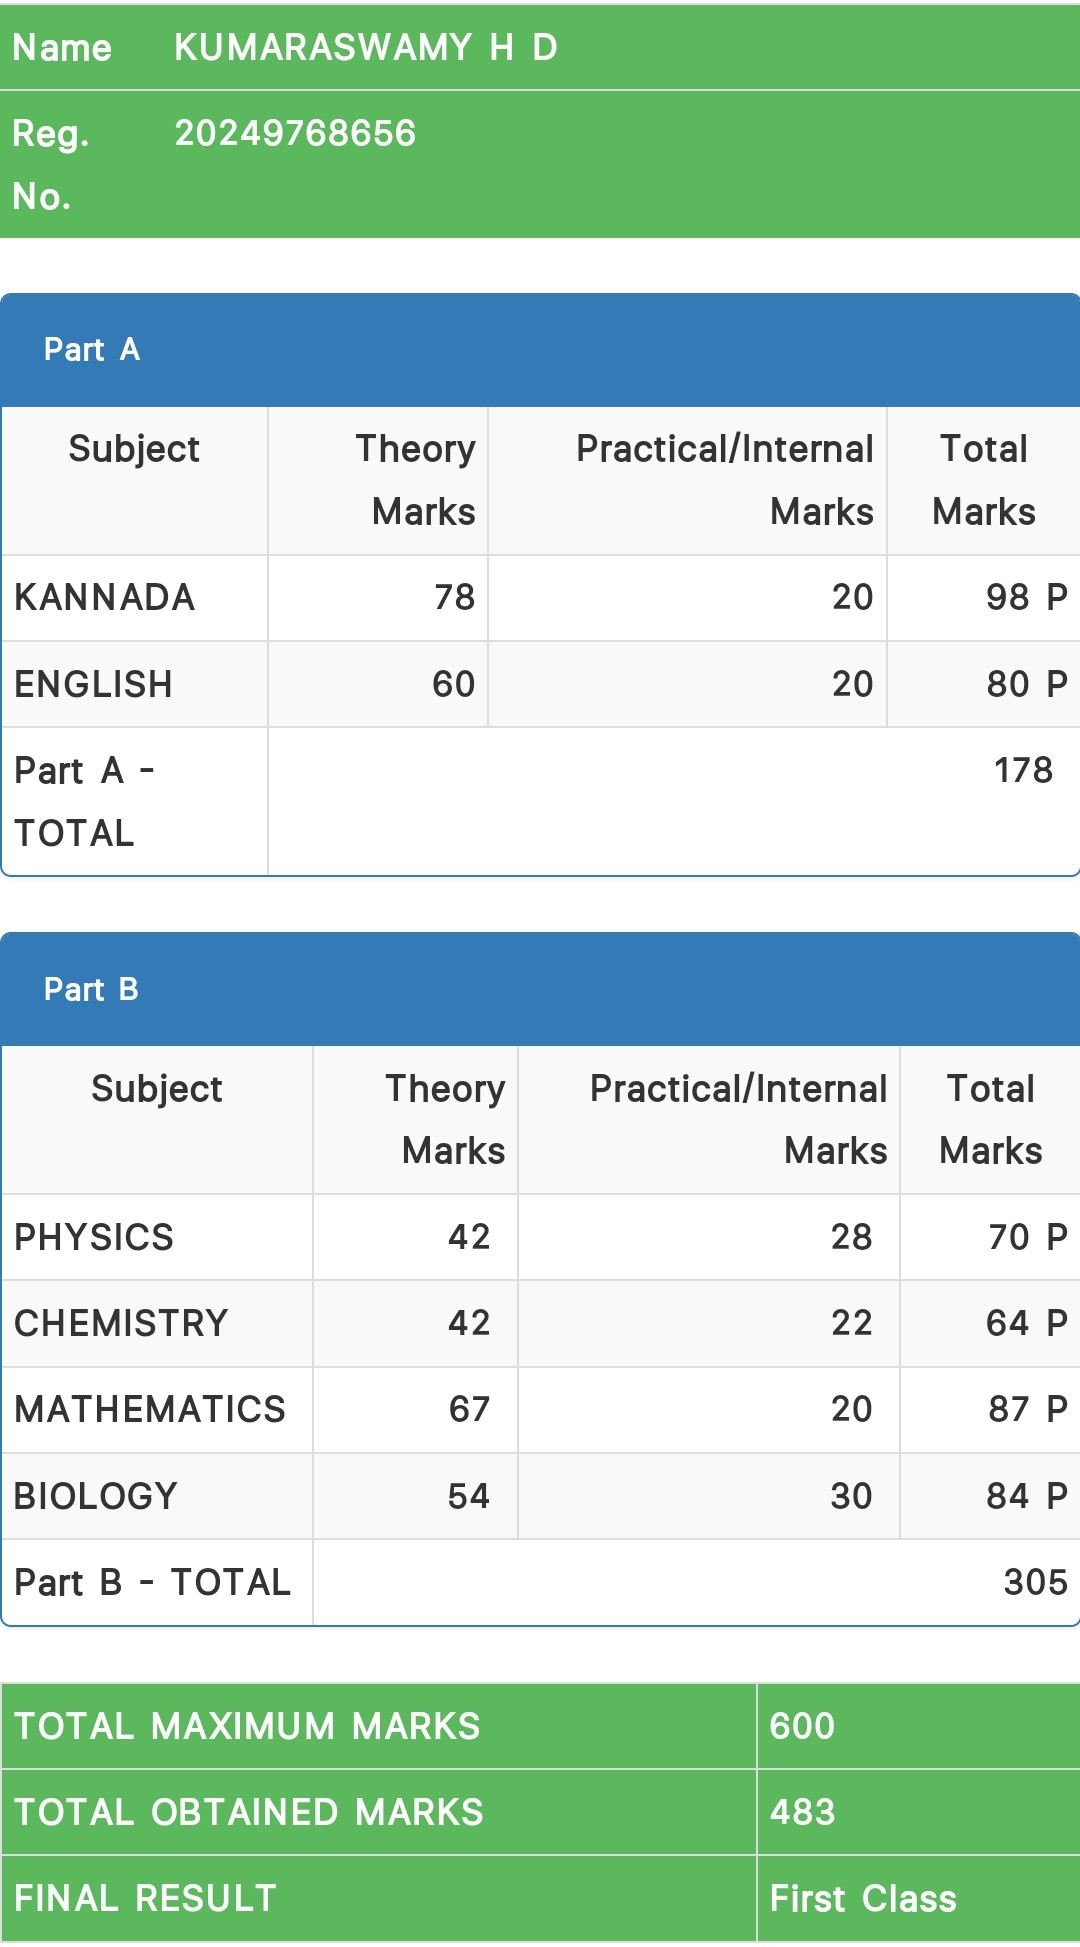 Name KUMARASWAMY H D
Reg. 20249768656
No.
Part A
Subject Theory Practical/Internal Total
Marks Marks Marks
KANNADA 78 20 98 P
ENGLISH 60 20 80 P
Part A - 178
TOTAL
Part B
Subject Theory Practical/Internal Total
Marks Marks Marks
PHYSICS 42 28 70 P
CHEMISTRY 42 22 64 P
MATHEMATICS 67 20 87 P
BIOLOGY 54 30 84 P
Part B - TOTAL 305
TOTAL MAXIMUM MARKS 600
TOTAL OBTAINED MARKS 483
FINAL RESULT First Class